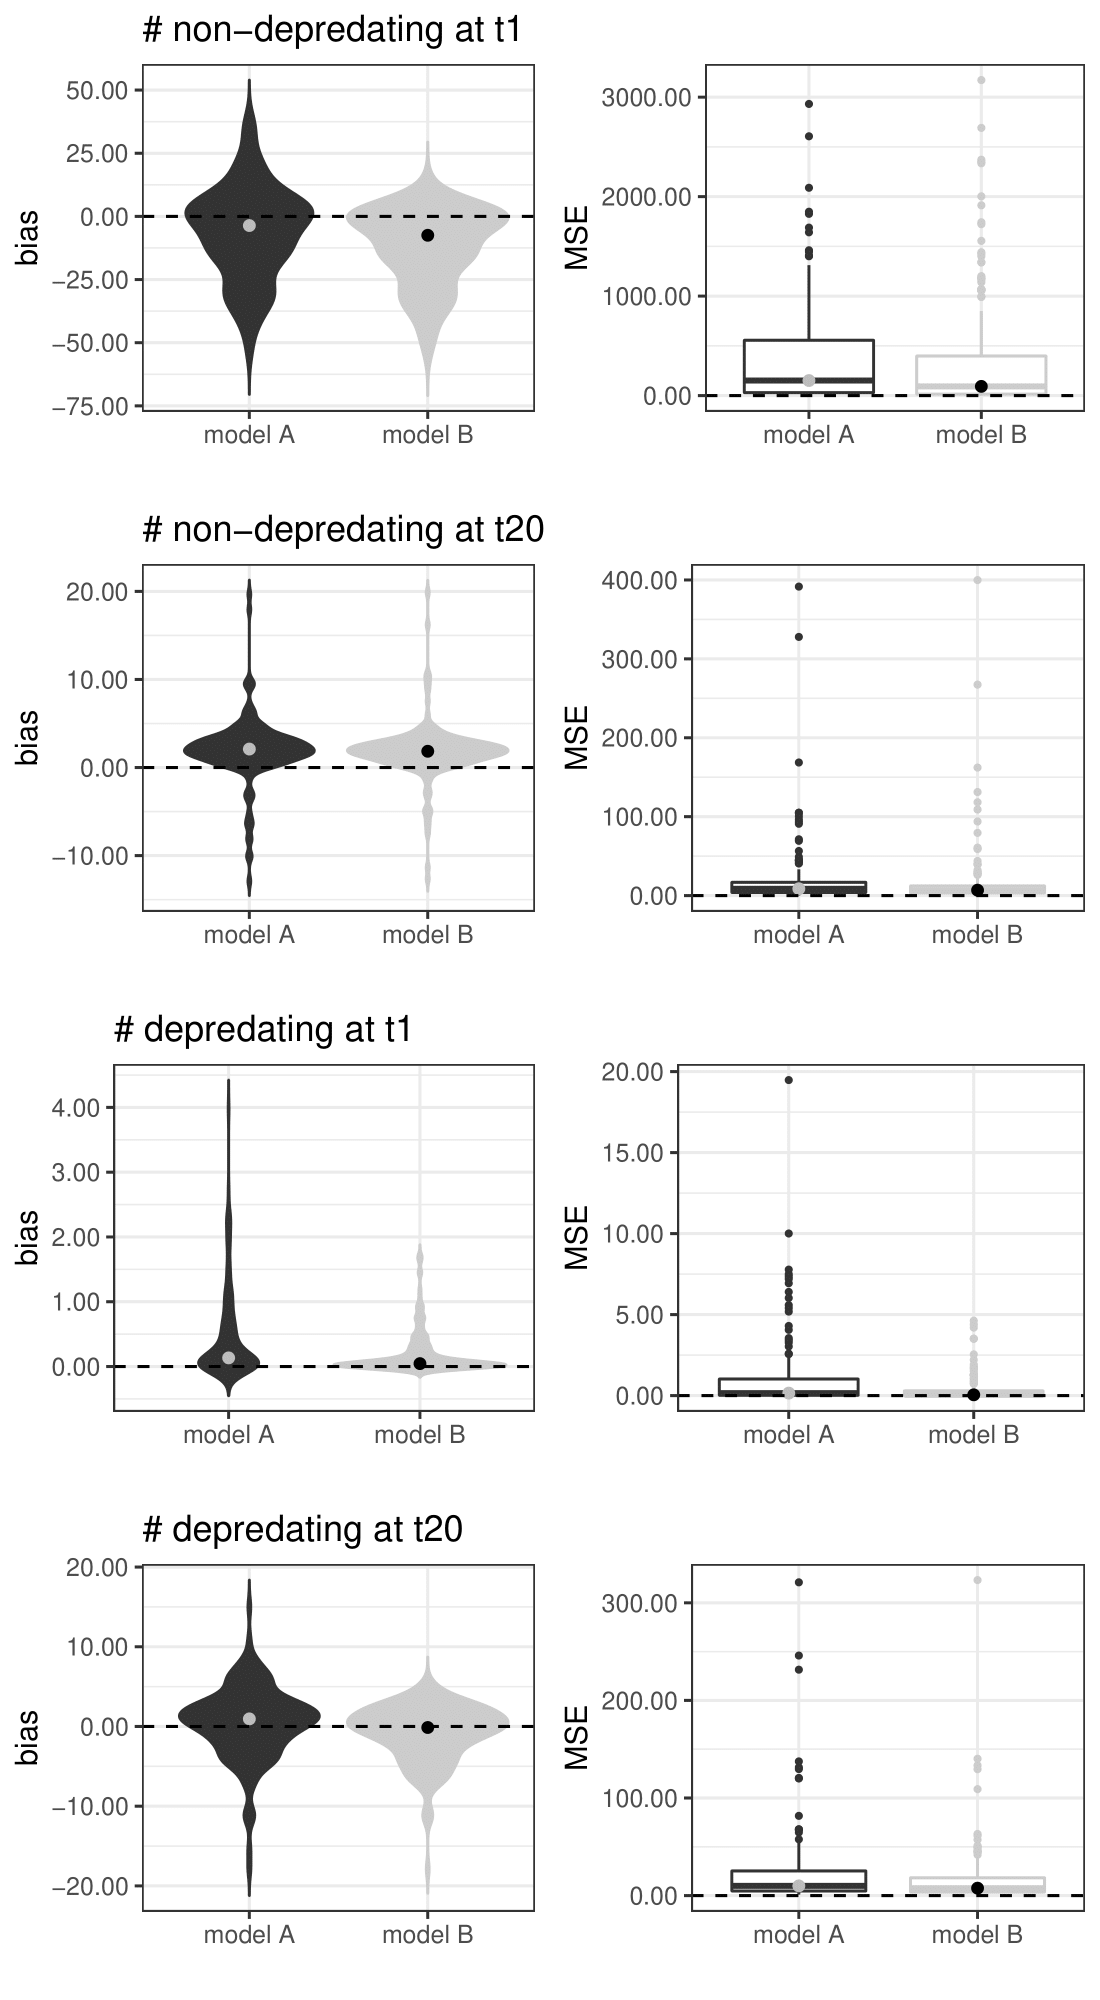 # non−depredating at t1
bias
50.00
25.00
0.00
−25.00
−50.00
−75.00
model A
model B
MSE
3000.00
2000.00
1000.00
0.00
model A
model B
# non−depredating at t20
bias
20.00
10.00
0.00
−10.00
model A
model B
MSE
400.00
300.00
200.00
100.00
0.00
model A
model B
# depredating at t1
bias
4.00
3.00
2.00
1.00
0.00
model A
model B
MSE
20.00
15.00
10.00
5.00
0.00
model A
model B
# depredating at t20
bias
20.00
10.00
0.00
−10.00
−20.00
model A
model B
MSE
300.00
200.00
100.00
0.00
model A
model B